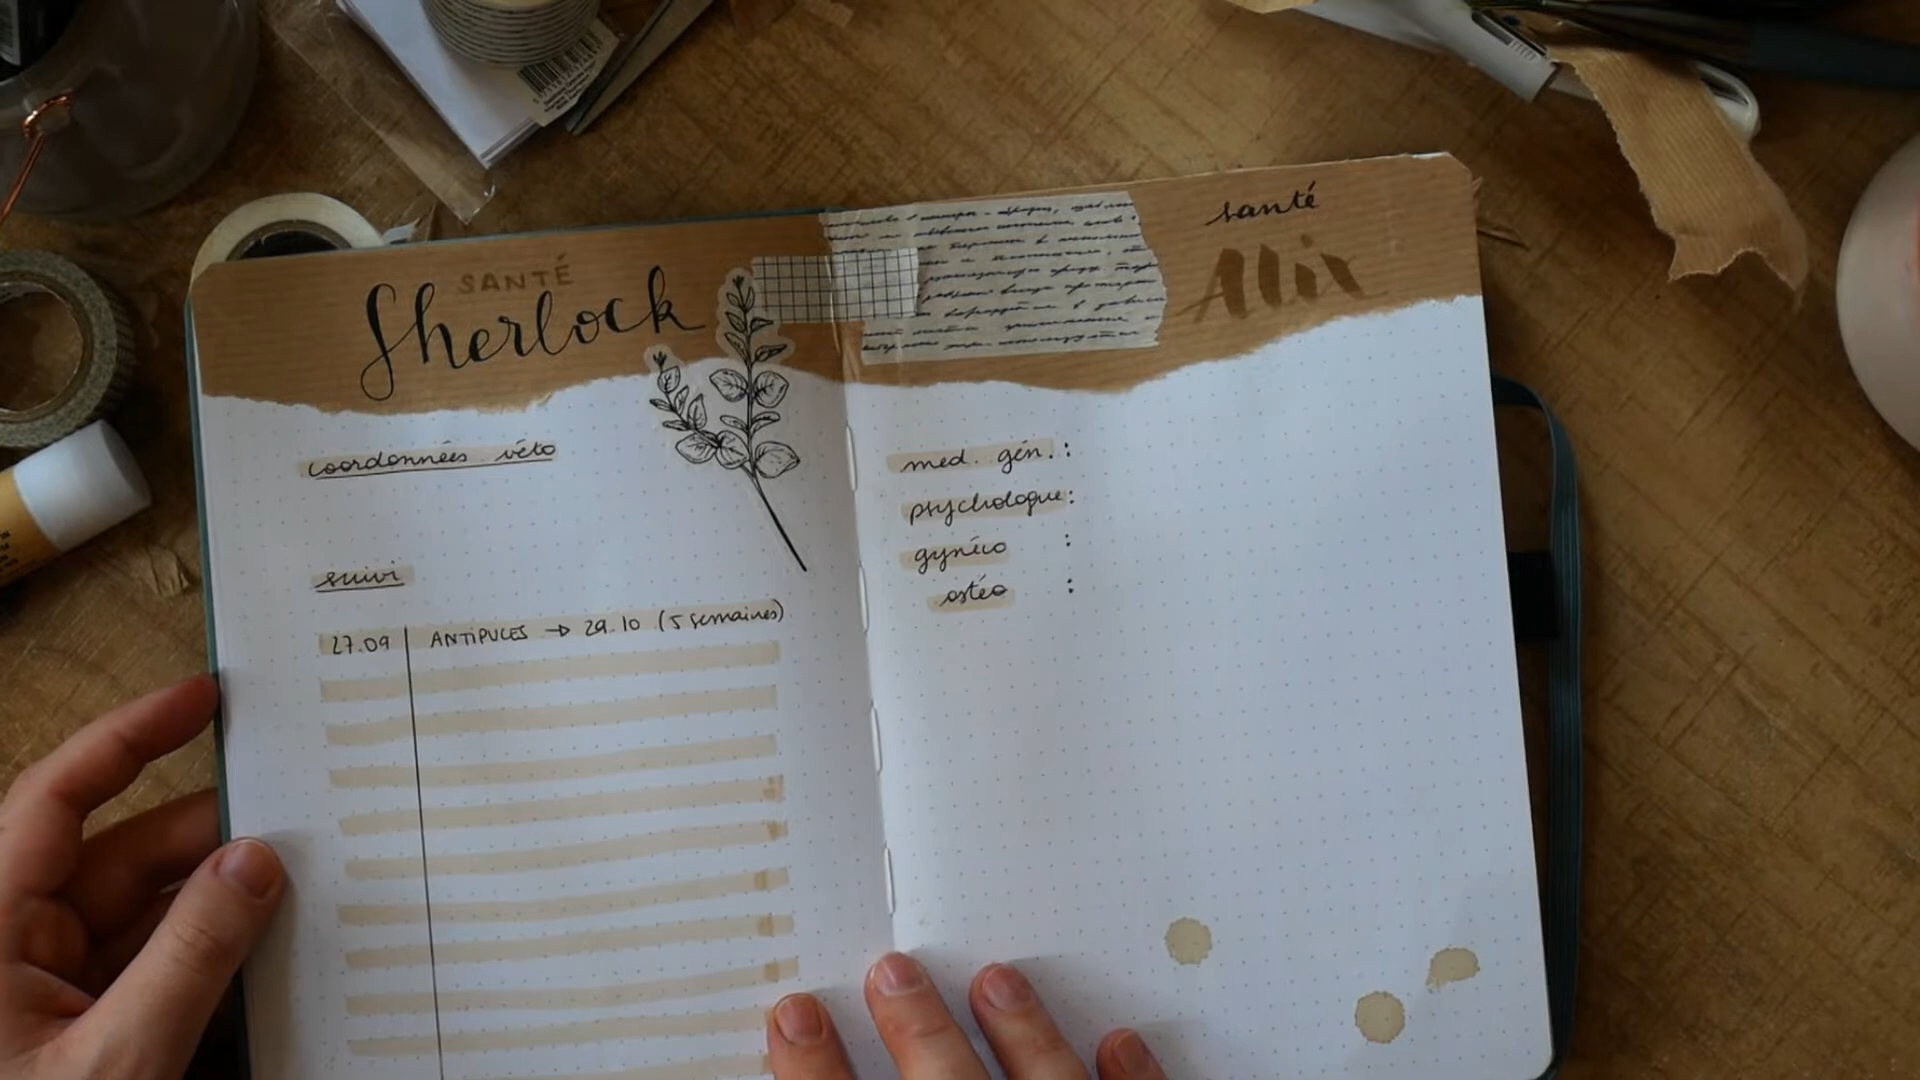 SANTÉ
Sherlock
coordonnées véto
suivi
27.09 ANTIPUCES → 29.10 (5 semaines)
santé
Alix
med. gén. :
psychologue :
gynéco :
ostéo :